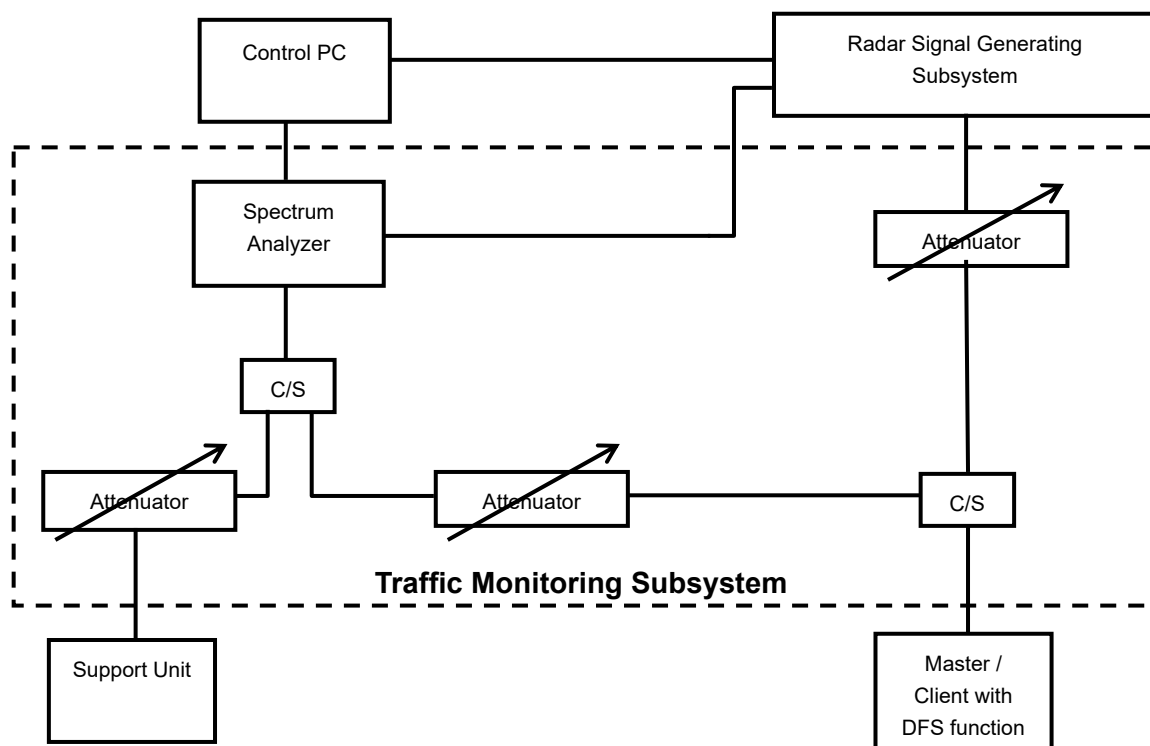 Control PC
Radar Signal Generating
Subsystem
Spectrum
Analyzer
Attenuator
C/S
Attenuator
Attenuator
C/S
Traffic Monitoring Subsystem
Support Unit
Master /
Client with
DFS function